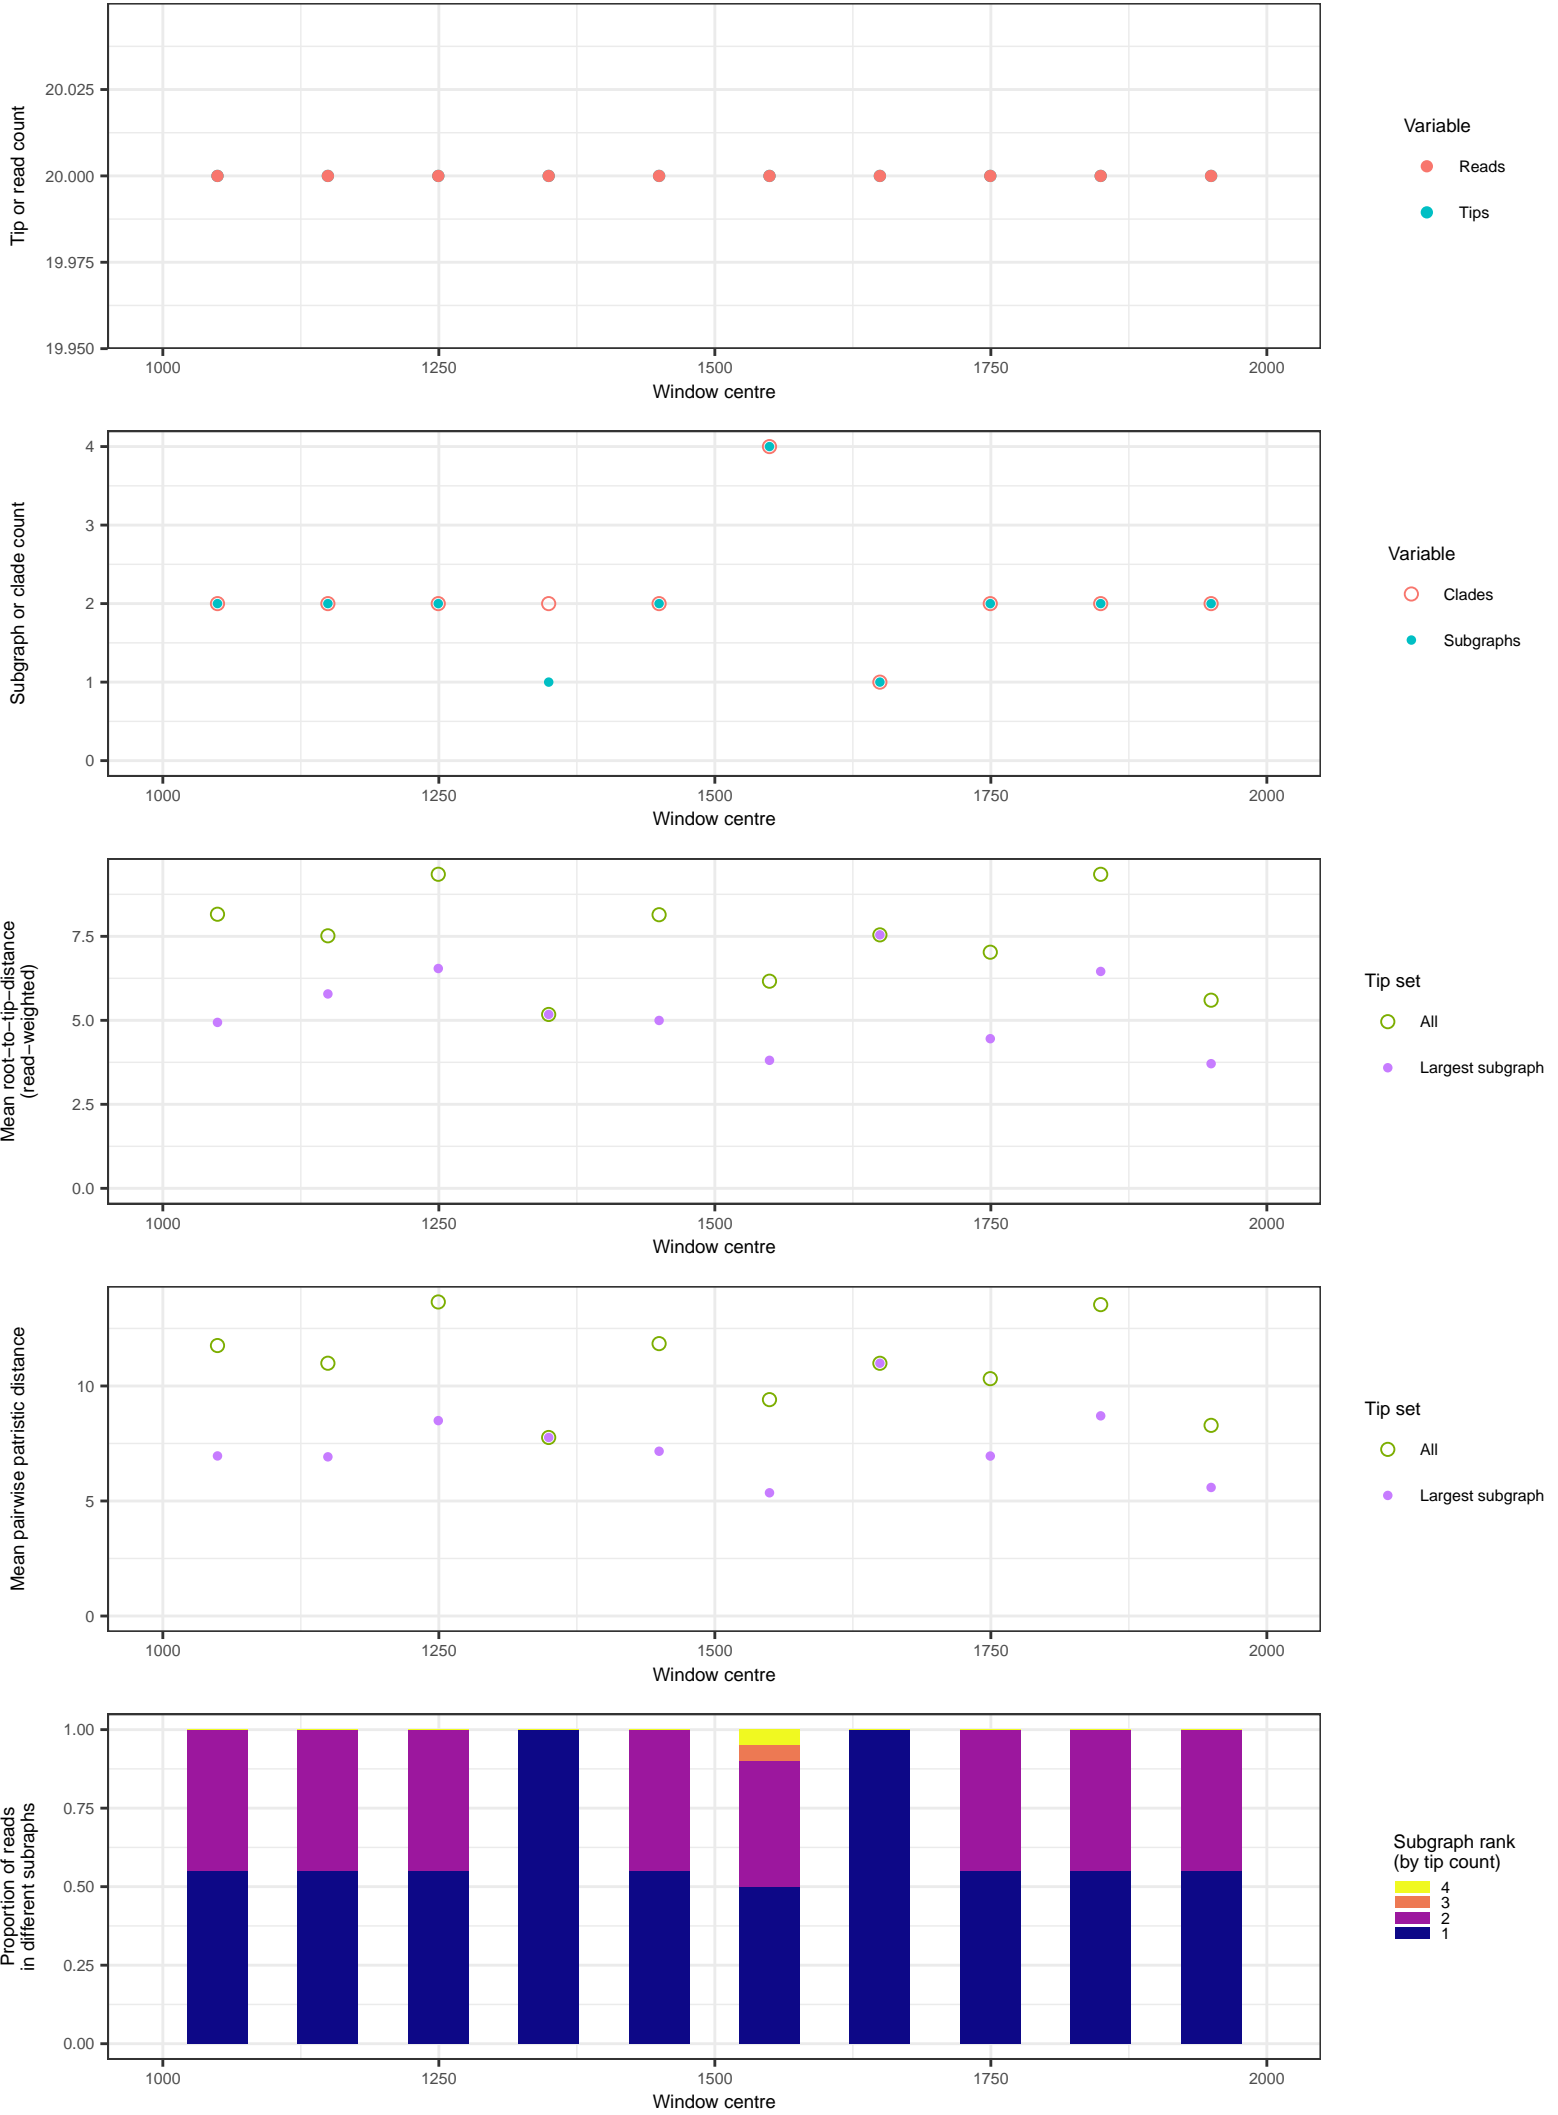 Tip or read count
20.025
20.000
19.975
19.950
1000 1250 1500 1750 2000
Window centre
Variable
Reads
Tips
Subgraph or clade count
4
3
2
1
0
1000 1250 1500 1750 2000
Window centre
Variable
Clades
Subgraphs
Mean root−to−tip−distance
(read−weighted)
7.5
5.0
2.5
0.0
1000 1250 1500 1750 2000
Window centre
Tip set
All
Largest subgraph
Mean pairwise patristic distance
10
5
0
1000 1250 1500 1750 2000
Window centre
Tip set
All
Largest subgraph
Proportion of reads
in different subraphs
1.00
0.75
0.50
0.25
0.00
1000 1250 1500 1750 2000
Window centre
Subgraph rank
(by tip count)
4
3
2
1